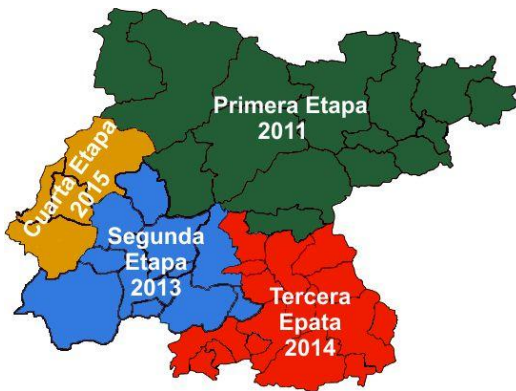 Primera Etapa
2011
Cuarta Etapa
2015
Segunda
Etapa
2013
Tercera
Epata
2014